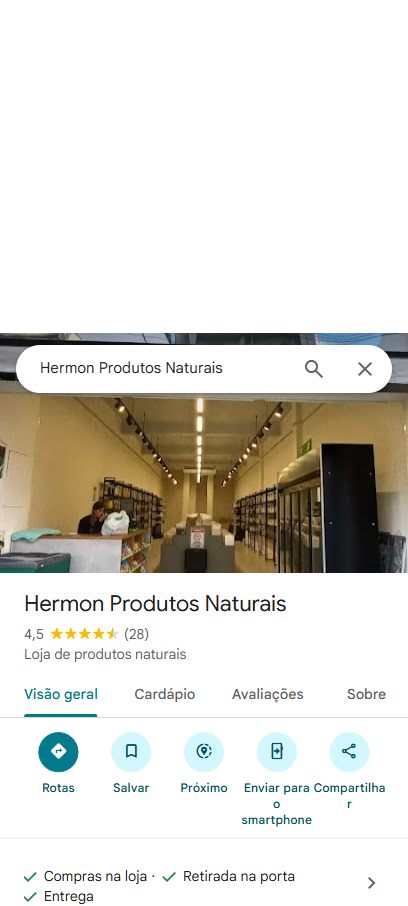 Hermon Produtos Naturais
Hermon Produtos Naturais
4,5 (28)
Loja de produtos naturais
Visão geral Cardápio Avaliações Sobre
Rotas Salvar Próximo Enviar para o smartphone Compartilhar
Compras na loja · Retirada na porta
Entrega